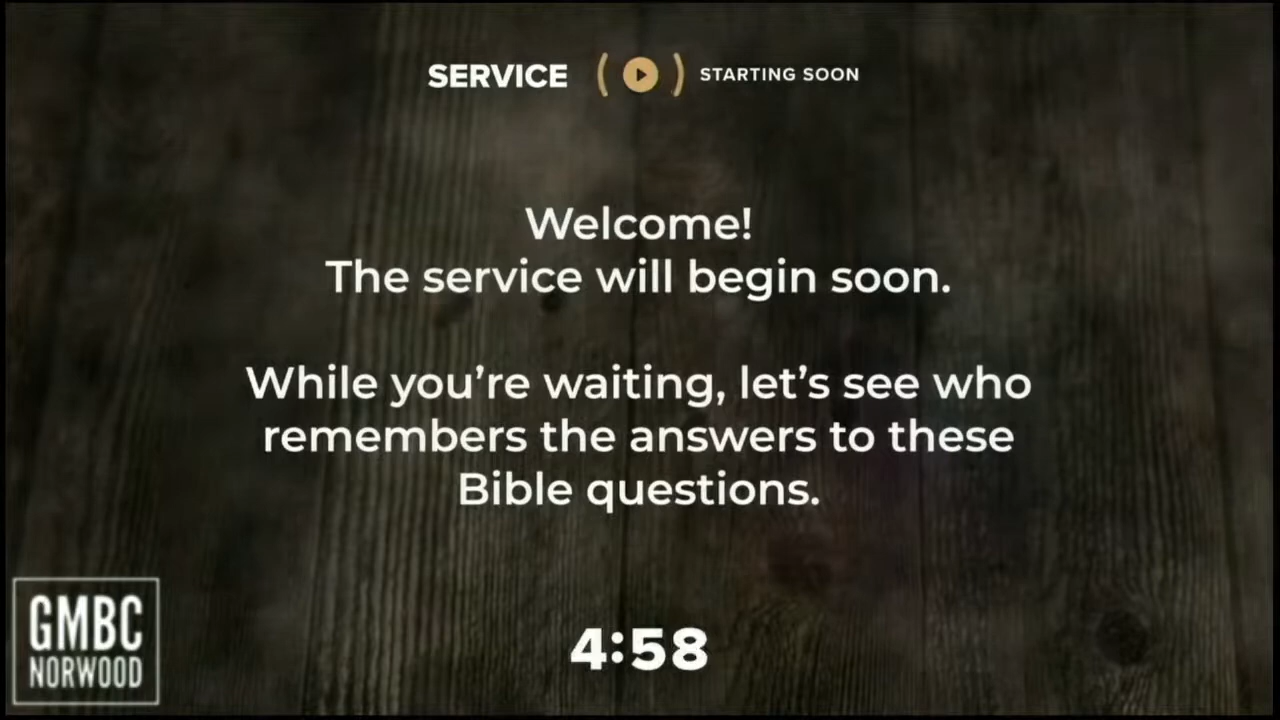 SERVICE STARTING SOON
Welcome!
The service will begin soon.
While you’re waiting, let’s see who
remembers the answers to these
Bible questions.
4:58
GMBC
NORWOOD